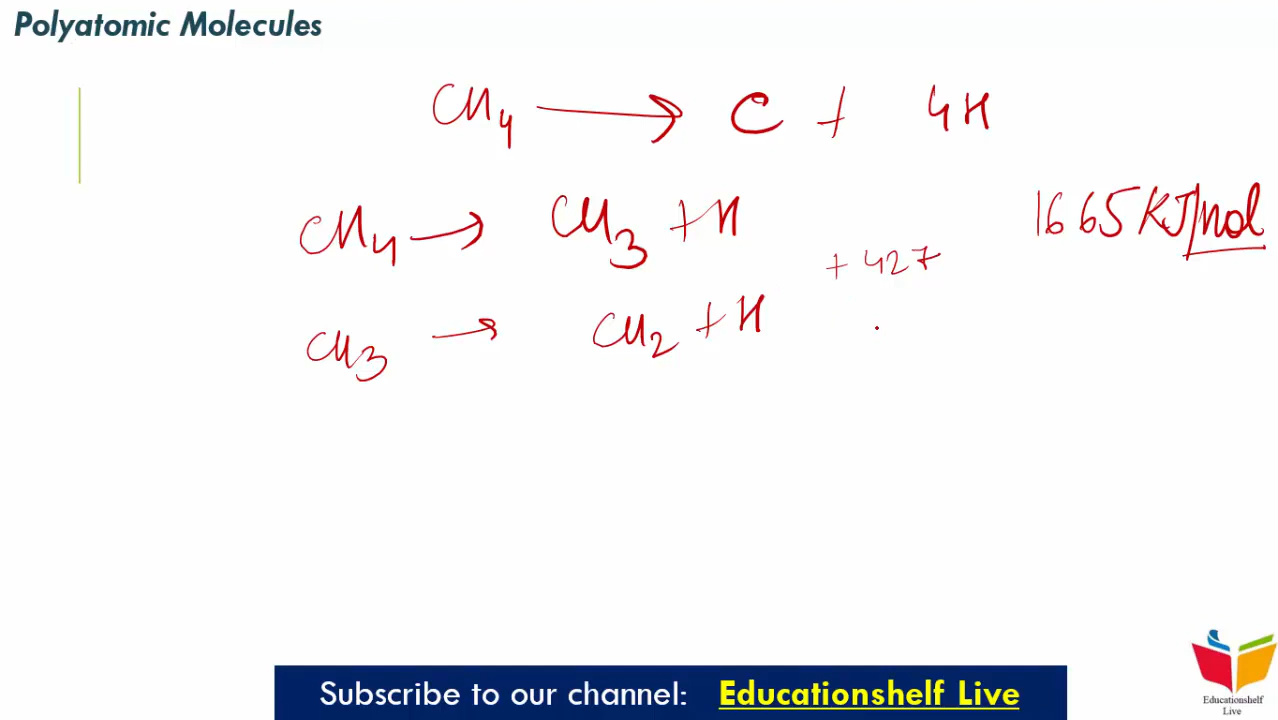 Polyatomic Molecules
CH4 → C + 4H
CH4 → CH3 + H
1665 KJ/mol
+ 427
CH3 → CH2 + H
Subscribe to our channel: Educationshelf Live
Educationshelf
Live